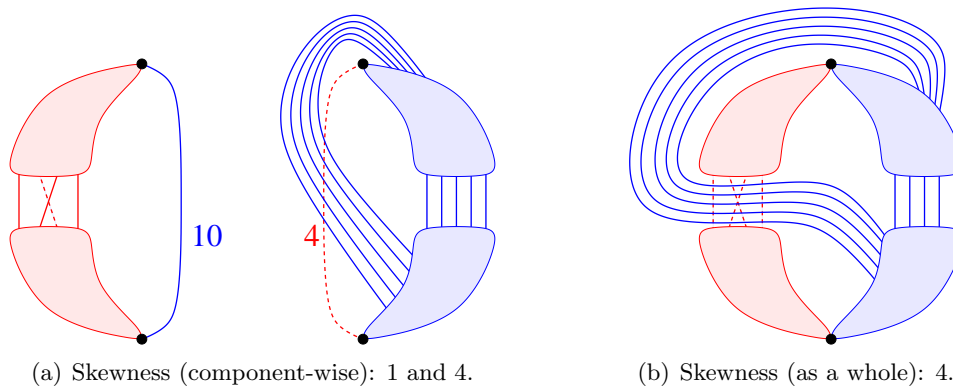 10
4
(a) Skewness (component-wise): 1 and 4.
(b) Skewness (as a whole): 4.